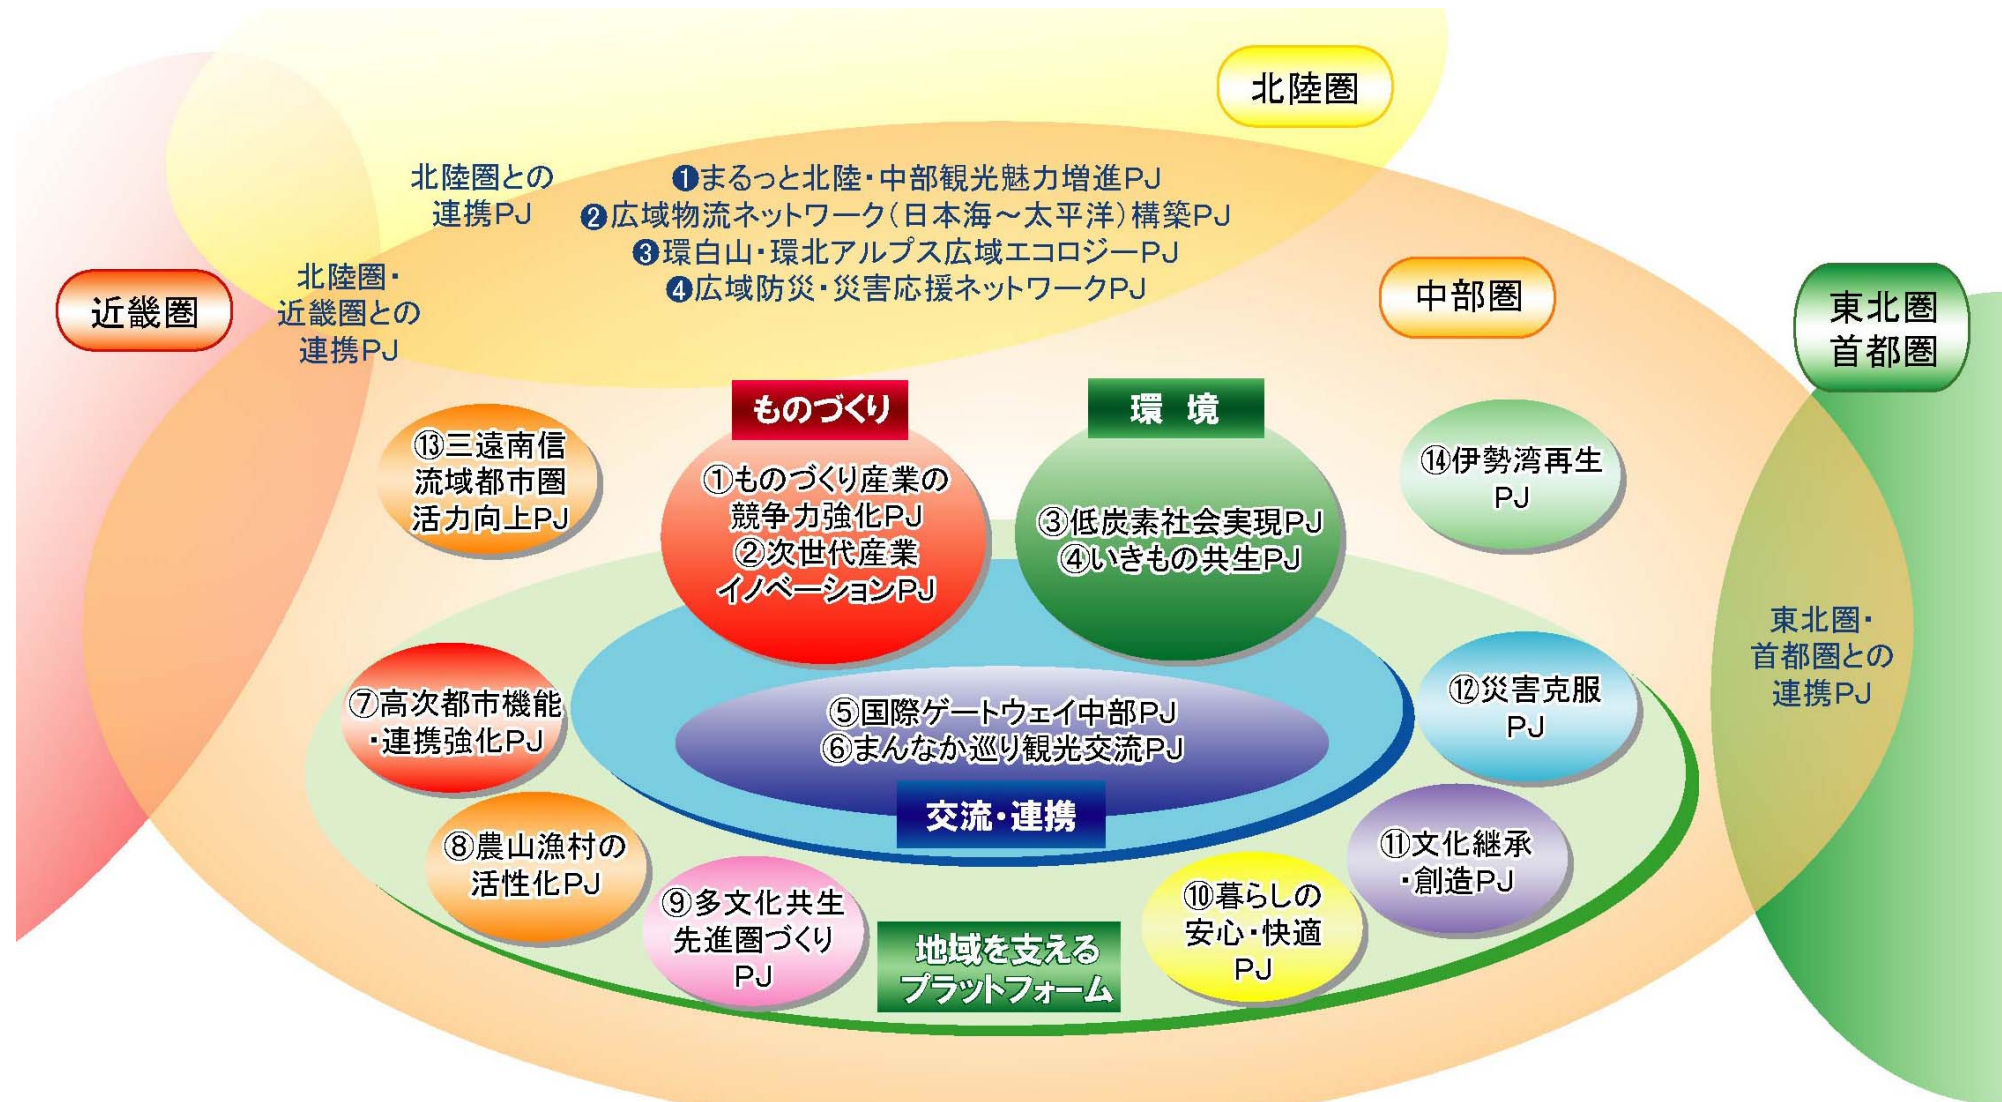 北陸圏
北陸圏との
連携PJ
❶まるっと北陸・中部観光魅力増進PJ
❷広域物流ネットワーク(日本海～太平洋)構築PJ
❸環白山・環北アルプス広域エコロジーPJ
❹広域防災・災害応援ネットワークPJ
近畿圏
北陸圏・
近畿圏との
連携PJ
中部圏
東北圏
首都圏
⑬三遠南信
流域都市圏
活力向上PJ
ものづくり
①ものづくり産業の
競争力強化PJ
②次世代産業
イノベーションPJ
環 境
③低炭素社会実現PJ
④いきもの共生PJ
⑭伊勢湾再生
PJ
東北圏・
首都圏との
連携PJ
⑤国際ゲートウェイ中部PJ
⑥まんなか巡り観光交流PJ
交流・連携
⑦高次都市機能
・連携強化PJ
⑧農山漁村の
活性化PJ
⑨多文化共生
先進圏づくり
PJ
地域を支える
プラットフォーム
⑩暮らしの
安心・快適
PJ
⑪文化継承
・創造PJ
⑫災害克服
PJ